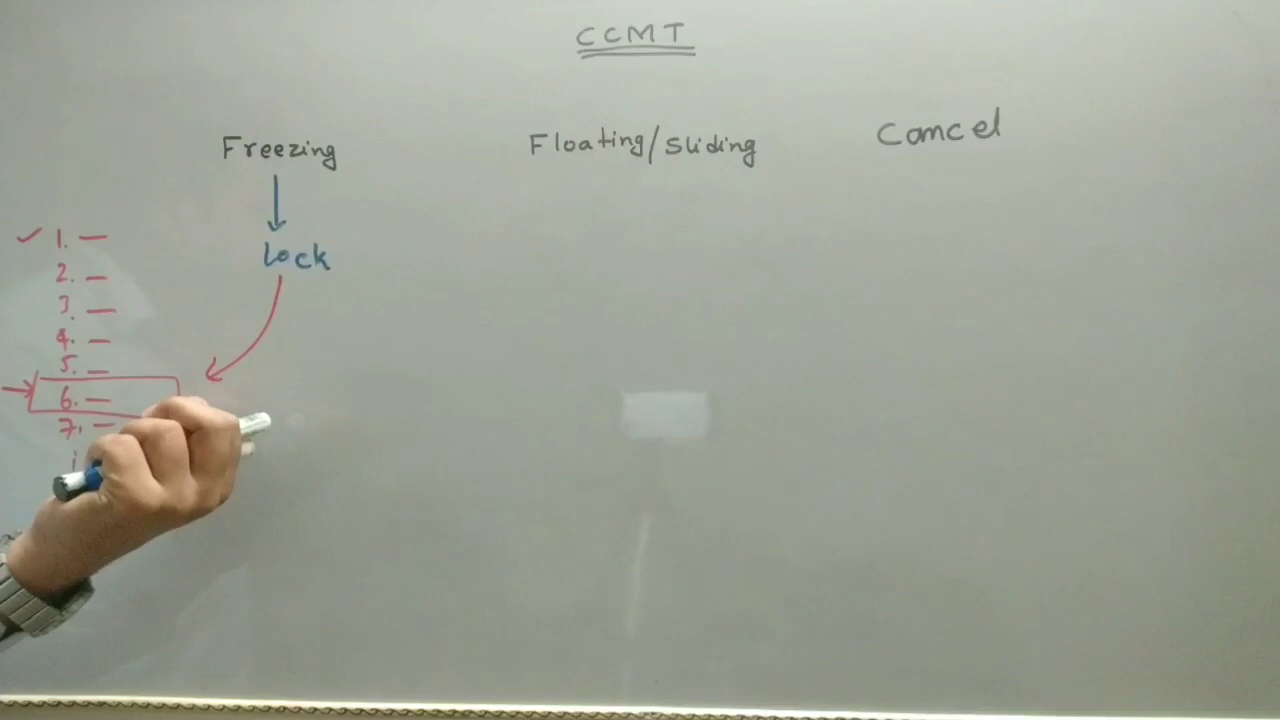 CCMT
Freezing
Floating/Sliding
Cancel
lock
1. —
2. —
3. —
4. —
5. —
6. —
7. —